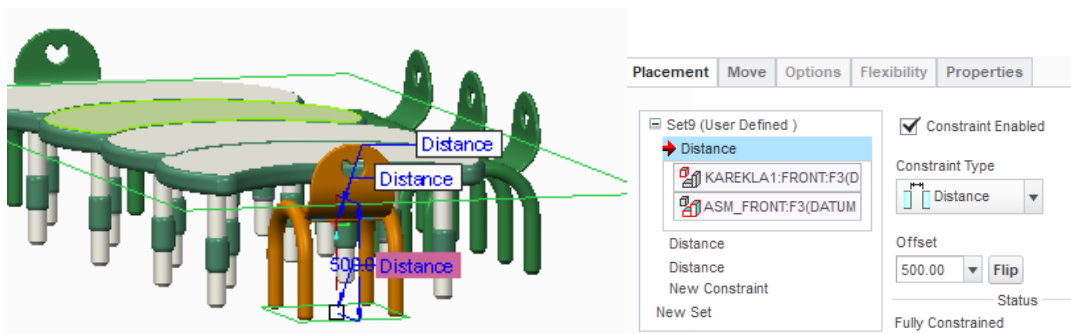 Distance
Distance
500.0 Distance
Placement Move Options Flexibility Properties
Set9 (User Defined )
Distance
KAREKLA1:FRONT:F3(D
ASM_FRONT:F3(DATUM
Distance
Distance
New Constraint
New Set
Constraint Enabled
Constraint Type
Distance
Offset
500.00 Flip
Status
Fully Constrained